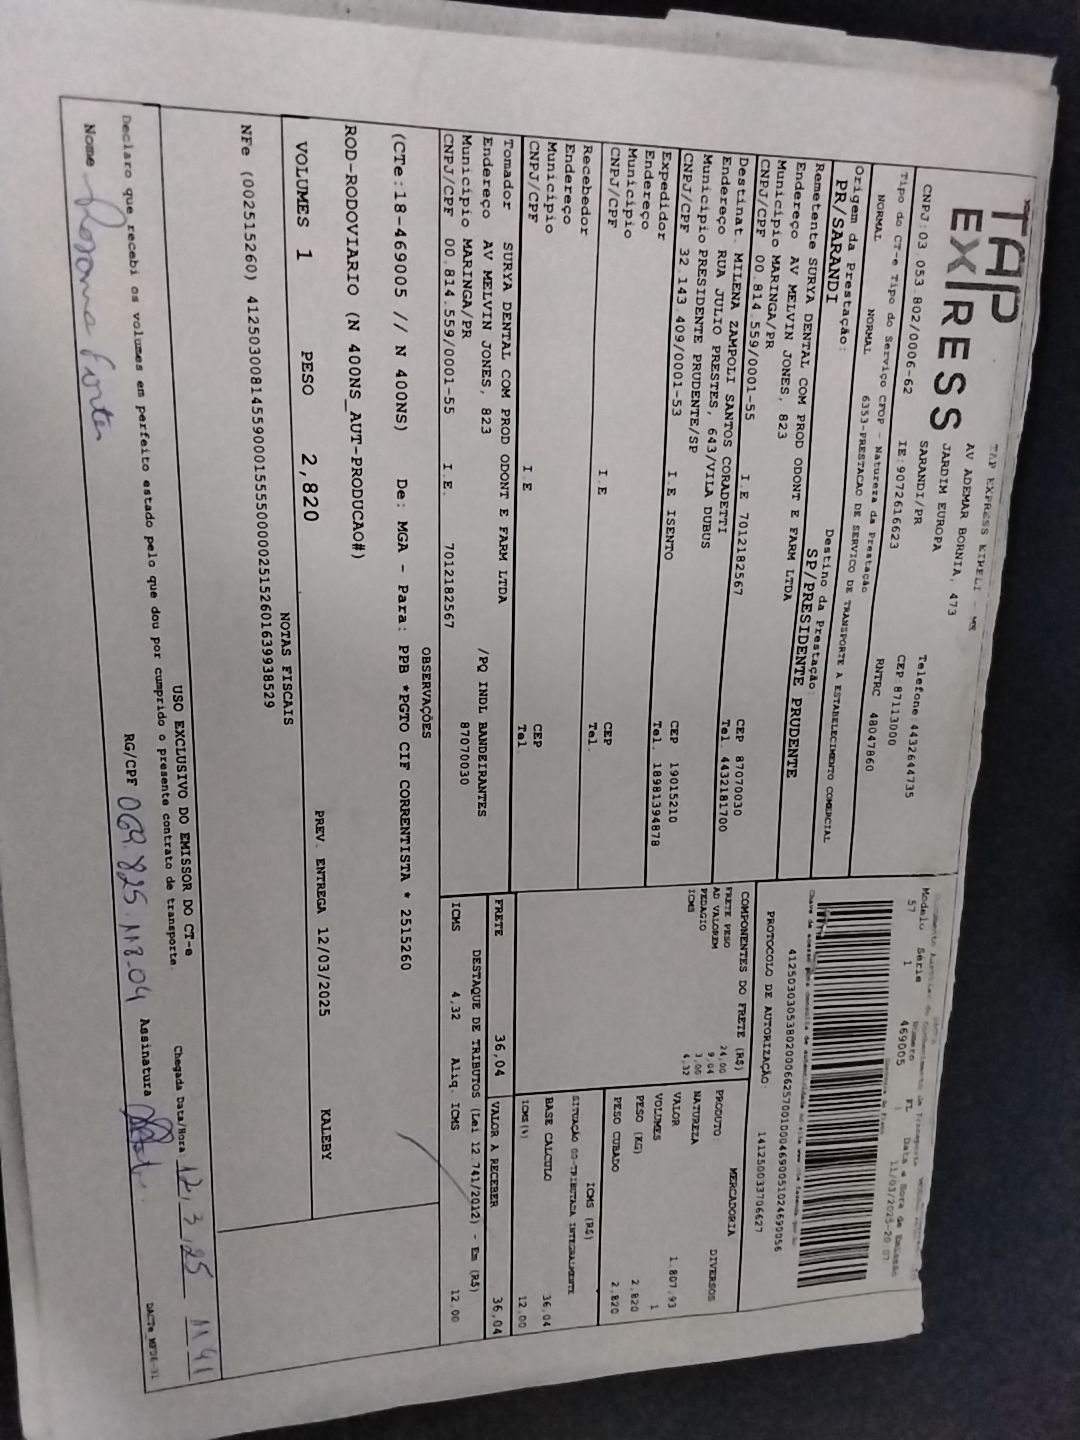 TAP
EXPRESS
TAP EXPRESS EIRELI - ME
AV ADEMAR BORNIA, 473
JARDIM EUROPA
SARANDI/PR
Telefone:4432644735
CNPJ:03.053.802/0006-62
IE:9072616623
CEP:87113000
Tipo do CT-e Tipo do Serviço CFOP - Natureza da Prestação
RNTRC 48047860
NORMAL NORMAL 6353-PRESTACAO DE SERVICO DE TRANSPORTE A ESTABELECIMENTO COMERCIAL
Origem da Prestação:
PR/SARANDI
Destino da Prestação:
SP/PRESIDENTE PRUDENTE
Remetente SURYA DENTAL COM PROD ODONT E FARM LTDA
Endereço AV MELVIN JONES, 823
Município MARINGA/PR
CEP 87070030
CNPJ/CPF 00.814.559/0001-55 I.E 7012182567 Tel. 4432181700
Destinat. MILENA ZAMPOLI SANTOS CORADETTI
Endereço RUA JULIO PRESTES, 643/VILA DUBUS
Município PRESIDENTE PRUDENTE/SP
CEP 19015210
CNPJ/CPF 32.143.409/0001-53 I.E ISENTO Tel. 18981394878
Expedidor
Endereço
Município
CEP
CNPJ/CPF I.E Tel.
Recebedor
Endereço
Município
CEP
CNPJ/CPF I.E Tel
Tomador SURYA DENTAL COM PROD ODONT E FARM LTDA
Endereço AV MELVIN JONES, 823 /PQ INDL BANDEIRANTES
Município MARINGA/PR 87070030
CNPJ/CPF 00.814.559/0001-55 I.E. 7012182567
Modelo Série Número FL Data e Hora de Emissão
57 1 469005 11/03/2025-20:07
41250303053802000662570010004690051024690056
PROTOCOLO DE AUTORIZAÇÃO: 141250033706627
COMPONENTES DO FRETE (R$)
FRETE PESO 24,00
AD VALOREM 9,04
PEDAGIO 3,00
ICMS 4,32
MERCADORIA
PRODUTO: DIVERSOS
NATUREZA
VALOR 1.807,93
VOLUMES 1
PESO (KG) 2,820
PESO CUBADO 2,820
ICMS (R$)
SITUAÇÃO 00-TRIBUTADA INTEGRALMENTE
BASE CALCULO 36,04
ICMS(%) 12,00
FRETE 36,04 VALOR A RECEBER 36,04
DESTAQUE DE TRIBUTOS (Lei 12.741/2012) - Em (R$)
ICMS 4,32 Aliq. ICMS 12.00
OBSERVAÇÕES
(CTe:18-469005 // N 400NS) De: MGA - Para: PPB *PGTO CIF CORRENTISTA * 2515260
ROD-RODOVIARIO (N 400NS_AUT-PRODUCAO#)
VOLUMES 1 PESO 2,820 PREV. ENTREGA 12/03/2025 KALEBY
NOTAS FISCAIS
NFe (002515260) 41250300814559000155550000025152601639938529
USO EXCLUSIVO DO EMISSOR DO CT-e
Declaro que recebi os volumes em perfeito estado pelo que dou por cumprido o presente contrato de transporte.
Chegada Data/Hora: 12,3,25 11 41
Nome
RG/CPF 068.825.118.04 Assinatura